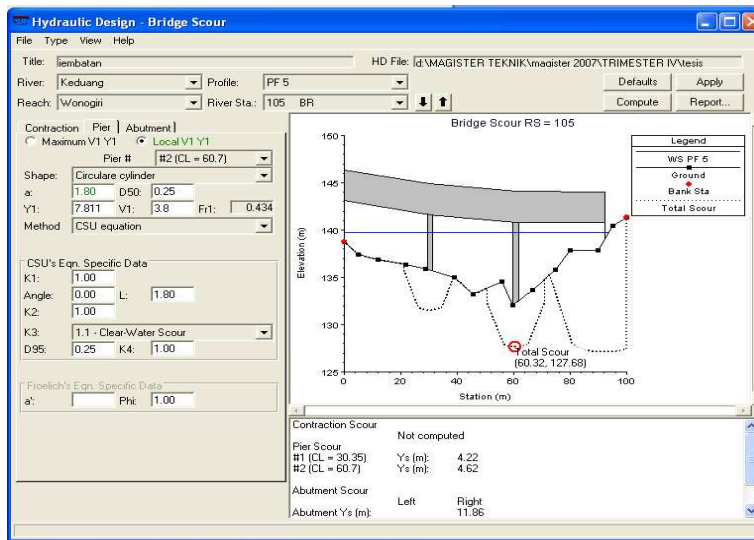 Hydraulic Design - Bridge Scour
File Type View Help
Title: jembatan HD File: d:\MAGISTER TEKNIK\magister 2007\TRIMESTER IV\tesis
River: Keduang Profile: PF 5 Defaults Apply
Reach: Wonogiri River Sta.: 105 BR Compute Report...
Contraction Pier Abutment
Maximum V1 Y1 Local V1 Y1
Pier # #2 (CL = 60.7)
Shape: Circulare cylinder
a: 1.80 D50: 0.25
Y1: 7.811 V1: 3.8 Fr1: 0.434
Method CSU equation
CSU's Eqn. Specific Data
K1: 1.00
Angle: 0.00 L: 1.80
K2: 1.00
K3: 1.1 - Clear-Water Scour
D95: 0.25 K4: 1.00
Froelich's Eqn. Specific Data
a': Phi: 1.00
Bridge Scour RS = 105
Legend
WS PF 5
Ground
Bank Sta
Total Scour
Elevation (m)
150
145
140
135
130
125
Total Scour
(60.32, 127.68)
0 20 40 60 80 100
Station (m)
Contraction Scour
Not computed
Pier Scour
#1 (CL = 30.35) Ys (m): 4.22
#2 (CL = 60.7) Ys (m): 4.62
Abutment Scour
Left Right
Abutment Ys (m): 11.86